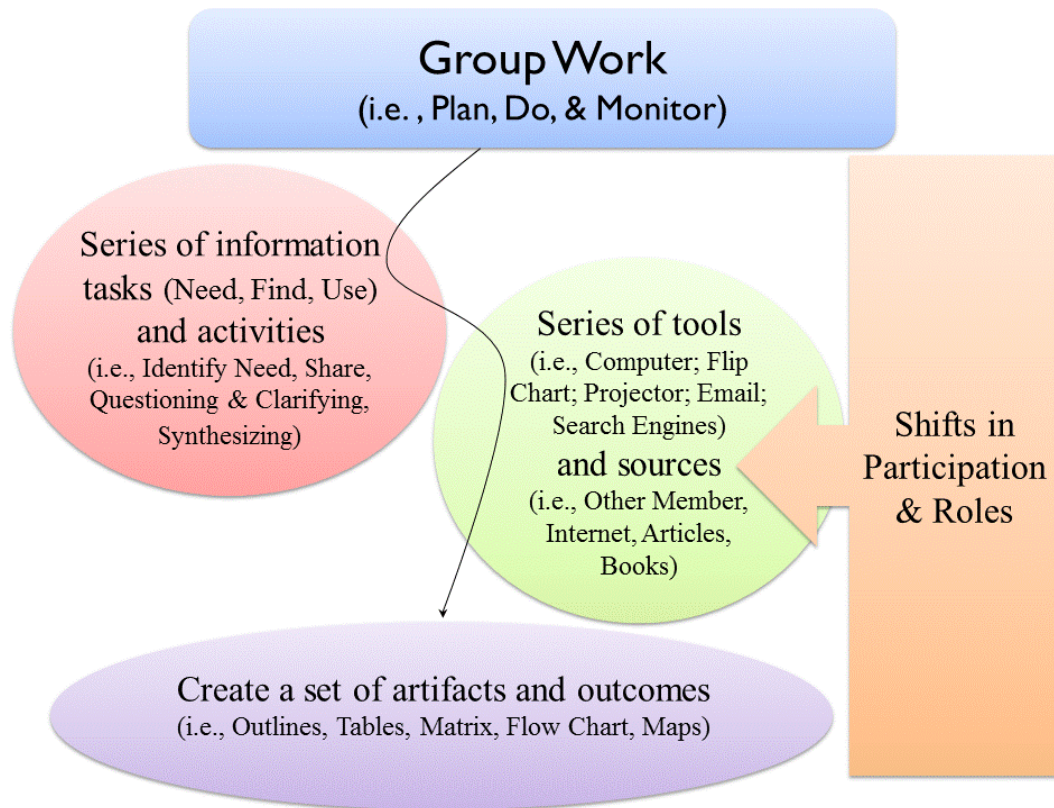 Group Work
(i.e. , Plan, Do, & Monitor)
Series of information
tasks (Need, Find, Use)
and activities
(i.e., Identify Need, Share,
Questioning & Clarifying,
Synthesizing)
Series of tools
(i.e., Computer; Flip
Chart; Projector; Email;
Search Engines)
and sources
(i.e., Other Member,
Internet, Articles,
Books)
Shifts in
Participation
& Roles
Create a set of artifacts and outcomes
(i.e., Outlines, Tables, Matrix, Flow Chart, Maps)